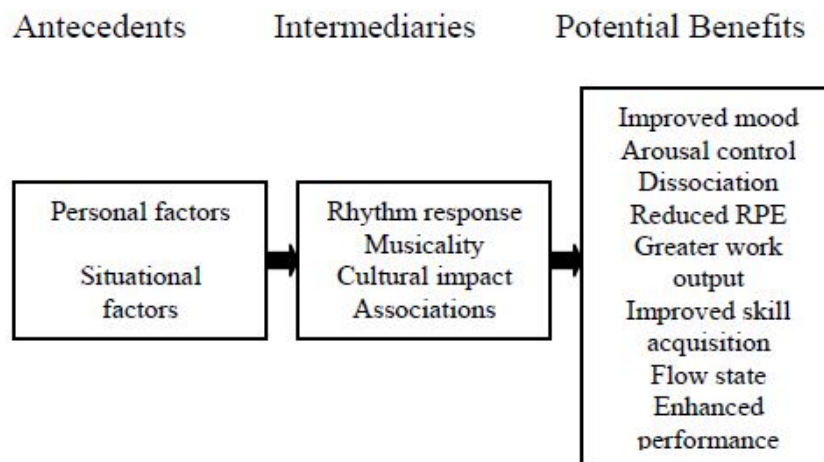 Antecedents Intermediaries Potential Benefits
Personal factors
Situational
factors
Rhythm response
Musicality
Cultural impact
Associations
Improved mood
Arousal control
Dissociation
Reduced RPE
Greater work
output
Improved skill
acquisition
Flow state
Enhanced
performance